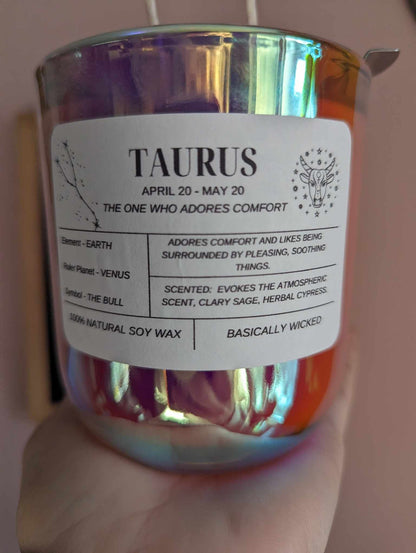 TAURUS
APRIL 20 - MAY 20
THE ONE WHO ADORES COMFORT
Element - EARTH
Ruler Planet - VENUS
Symbol - THE BULL
ADORES COMFORT AND LIKES BEING
SURROUNDED BY PLEASING, SOOTHING
THINGS.
SCENTED: EVOKES THE ATMOSPHERIC
SCENT, CLARY SAGE, HERBAL CYPRESS.
100% NATURAL SOY WAX
BASICALLY WICKED